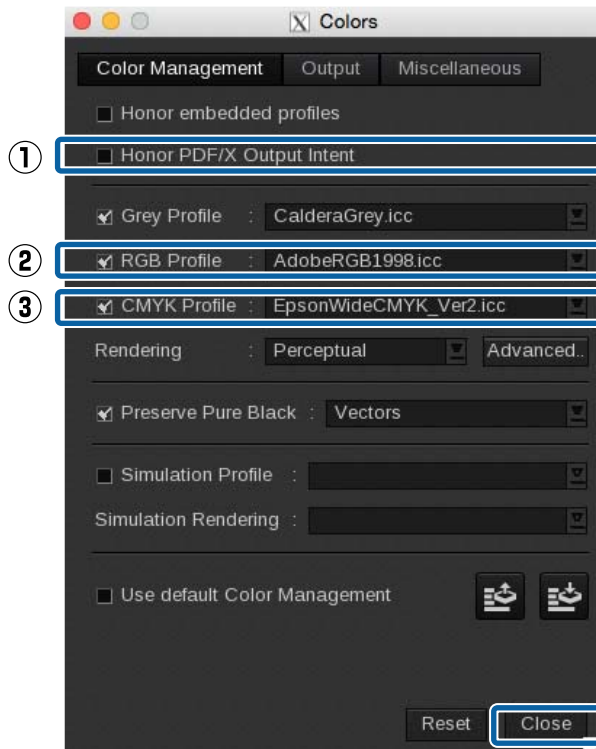 X Colors
Color Management Output Miscellaneous
Honor embedded profiles
① Honor PDF/X Output Intent
Grey Profile : CalderaGrey.icc
② RGB Profile : AdobeRGB1998.icc
③ CMYK Profile : EpsonWideCMYK_Ver2.icc
Rendering : Perceptual Advanced..
Preserve Pure Black : Vectors
Simulation Profile :
Simulation Rendering :
Use default Color Management
Reset Close